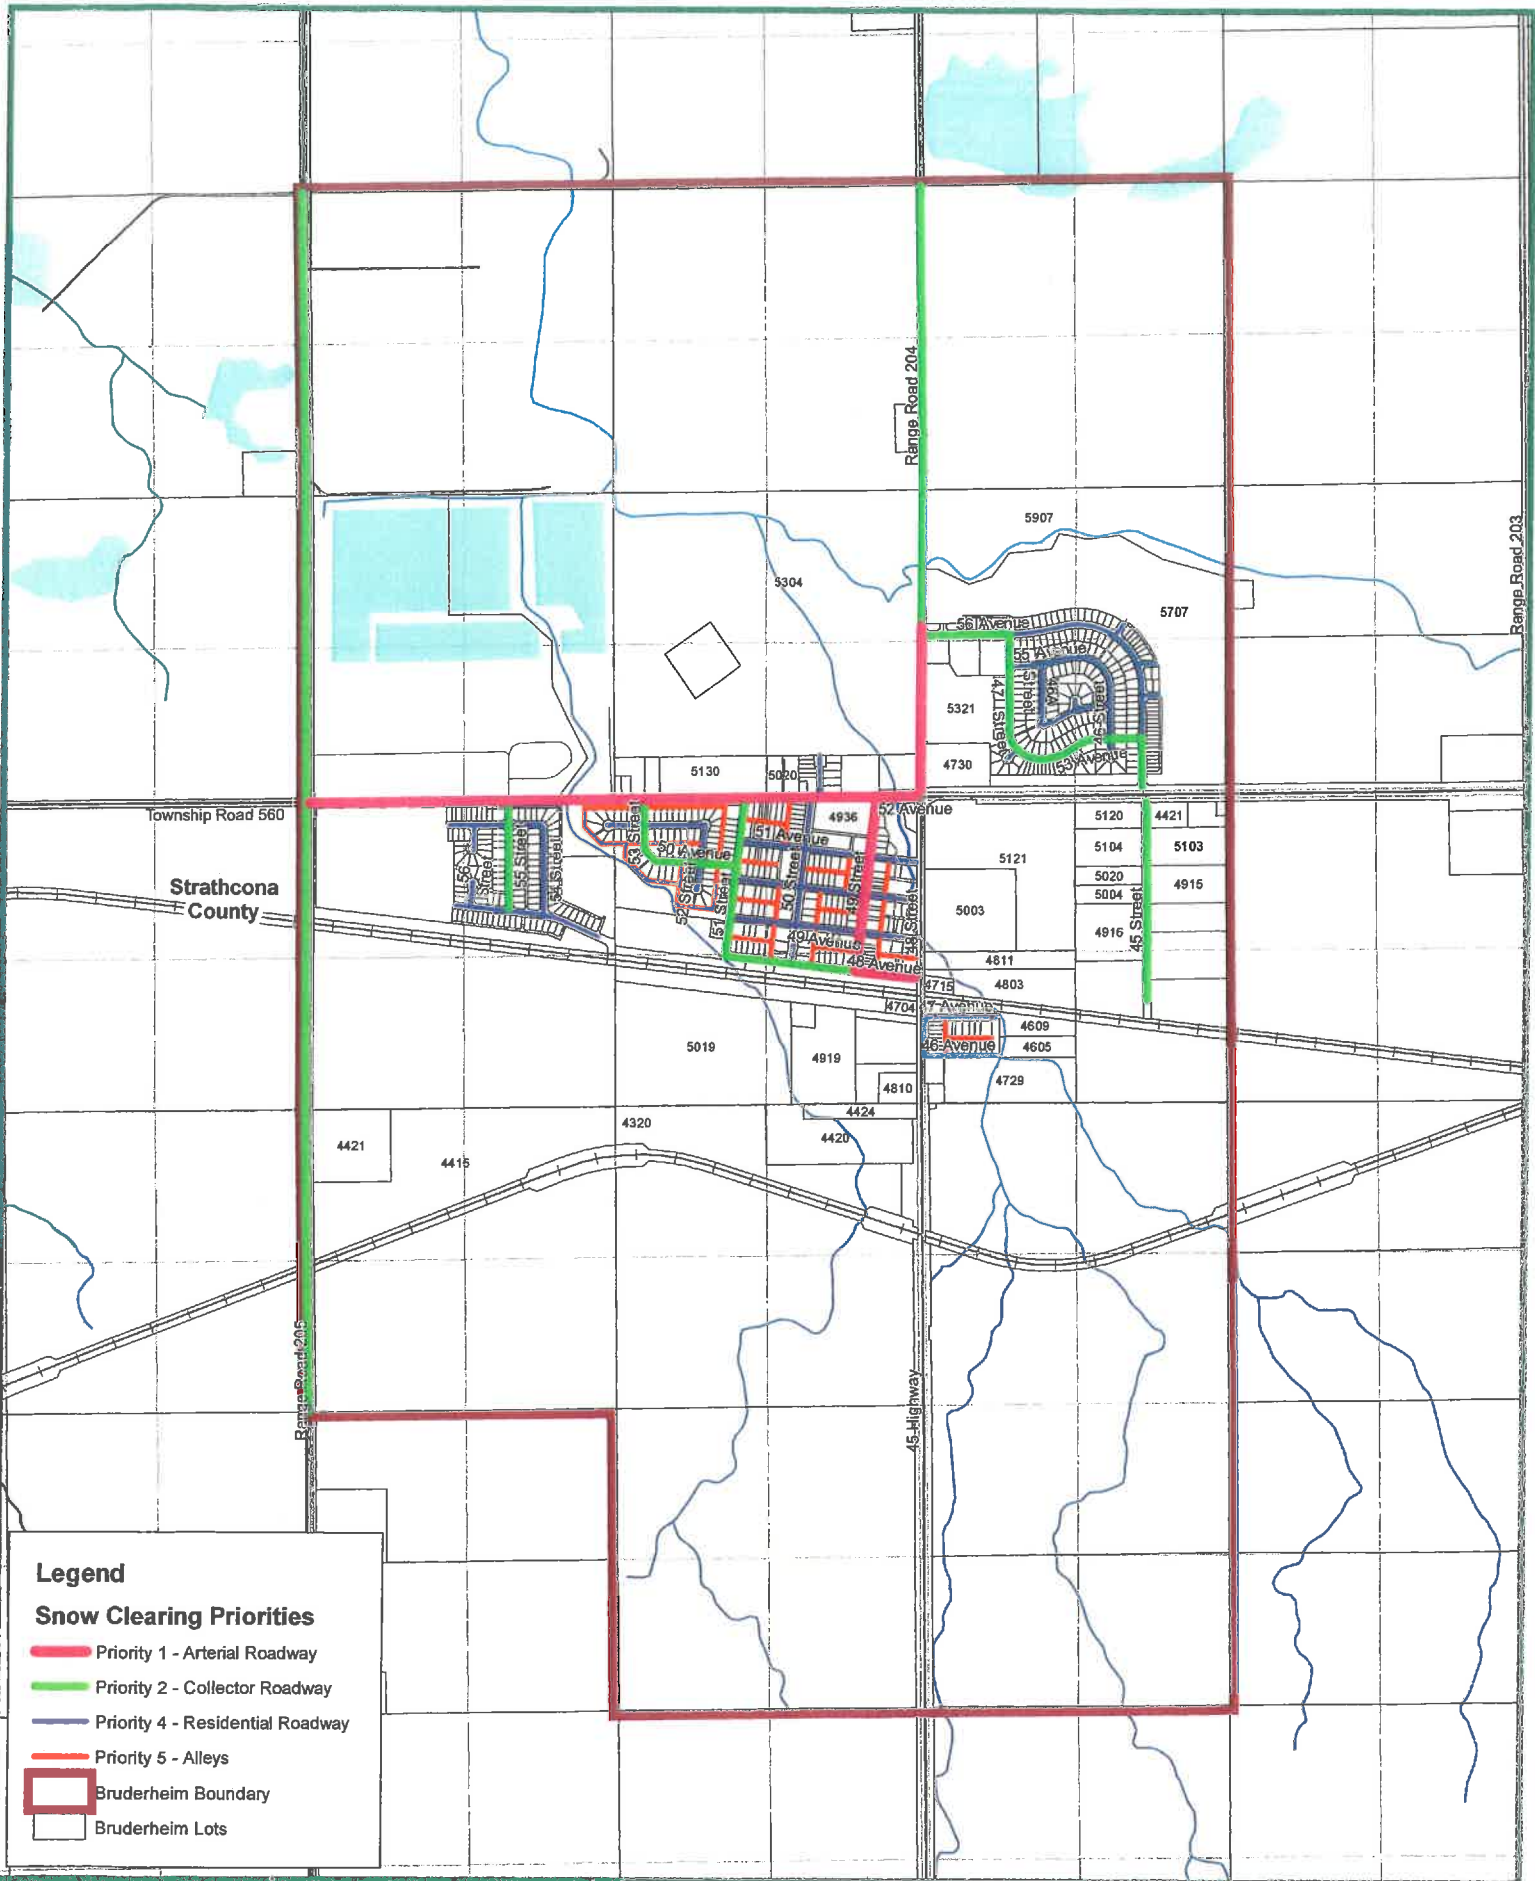 Range Road 204
Range Road 203
5907
5304
5707
56 Avenue
55 Avenue
46A
Street
47 Street
46 Street
5321
4730
53 Avenue
5130
5020
Township Road 560
52 Avenue
4936
53 Street
51 Avenue
50 Avenue
5120
4421
5104
5103
5121
5020
4915
5004
56
Street
55 Street
54 Street
52 Street
51 Street
50 Street
49 Street
48 Street
45 Street
Strathcona
County
5003
4916
49 Avenue
48 Avenue
4811
4715
4803
4704
47 Avenue
4609
46 Avenue
4605
5019
4919
4810
4729
4424
4320
4420
4421
4415
Range Road 205
45 Highway
Legend
Snow Clearing Priorities
Priority 1 - Arterial Roadway
Priority 2 - Collector Roadway
Priority 4 - Residential Roadway
Priority 5 - Alleys
Bruderheim Boundary
Bruderheim Lots